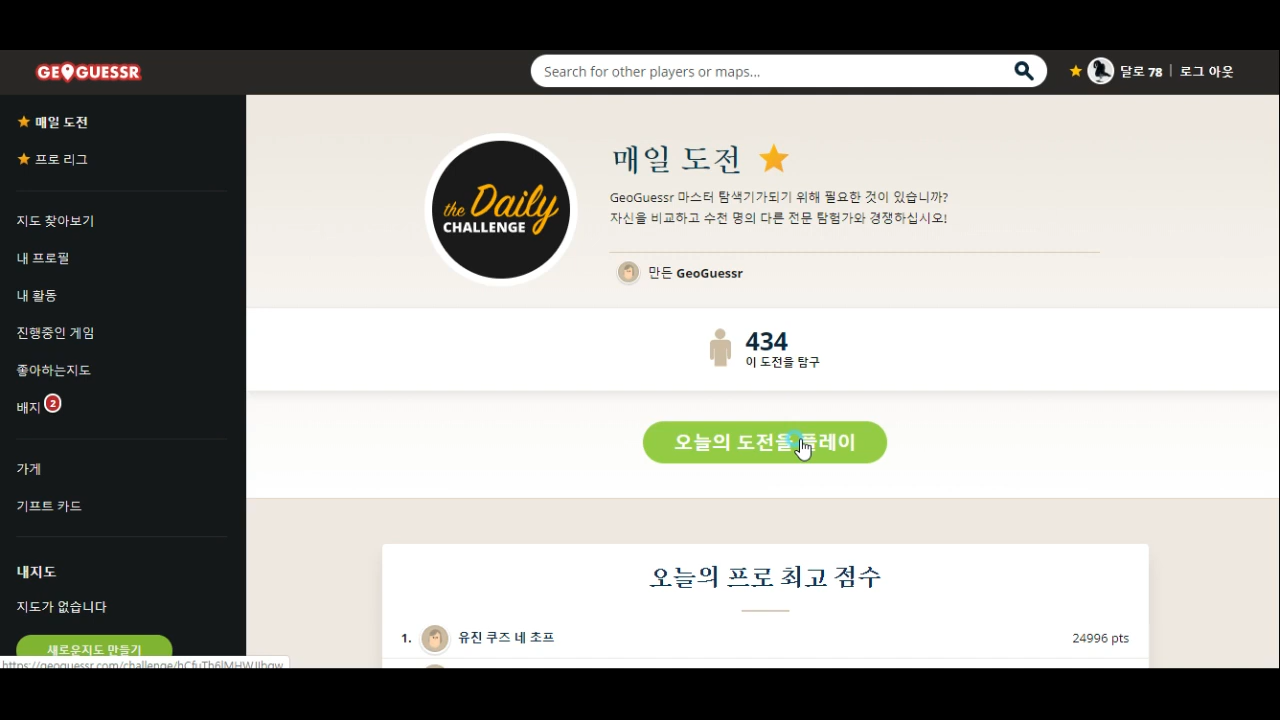 GEOGUESSR
Search for other players or maps...
달로 78
로그 아웃
매일 도전
프로 리그
지도 찾아보기
내 프로필
내 활동
진행중인 게임
좋아하는지도
배지 2
가게
기프트 카드
내지도
지도가 없습니다
새로운지도 만들기
the Daily
CHALLENGE
매일 도전
GeoGuessr 마스터 탐색기가되기 위해 필요한 것이 있습니까?
자신을 비교하고 수천 명의 다른 전문 탐험가와 경쟁하십시오!
만든 GeoGuessr
434
이 도전을 탐구
오늘의 도전을 플레이
오늘의 프로 최고 점수
1. 유진 쿠즈 네 초프 24996 pts